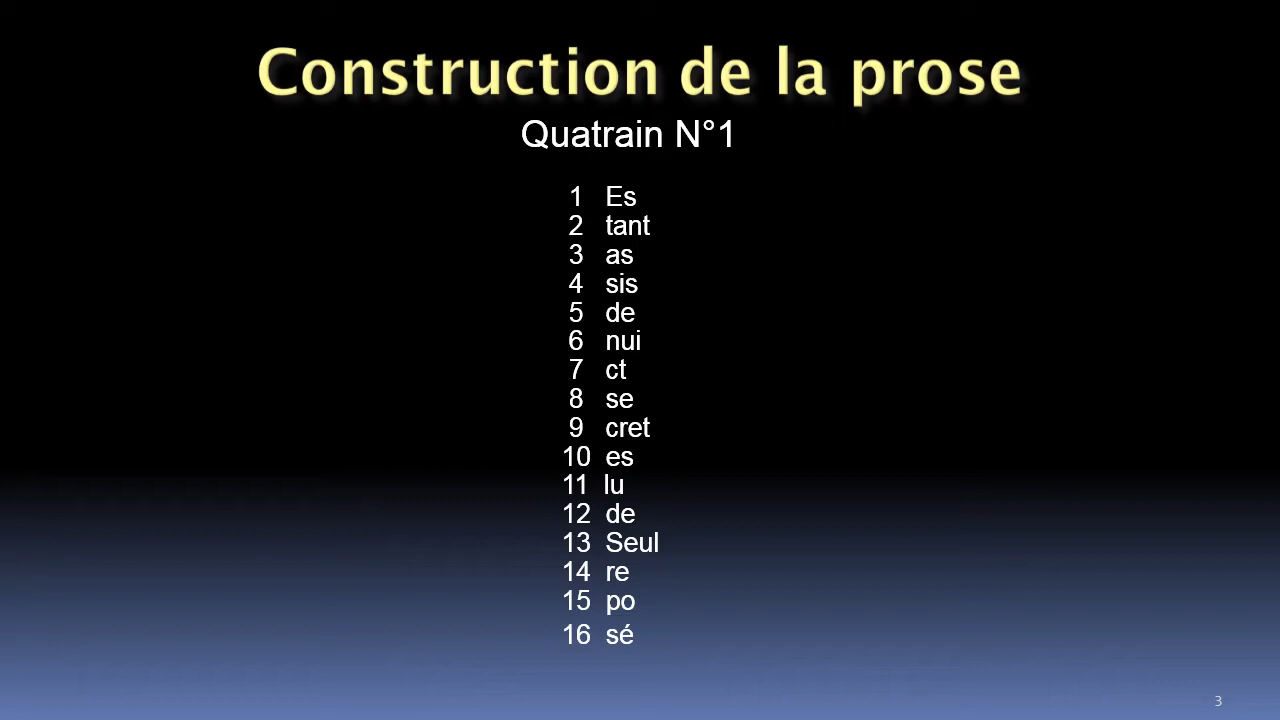 Construction de la prose
Quatrain N°1
1 Es
2 tant
3 as
4 sis
5 de
6 nui
7 ct
8 se
9 cret
10 es
11 lu
12 de
13 Seul
14 re
15 po
16 sé
3